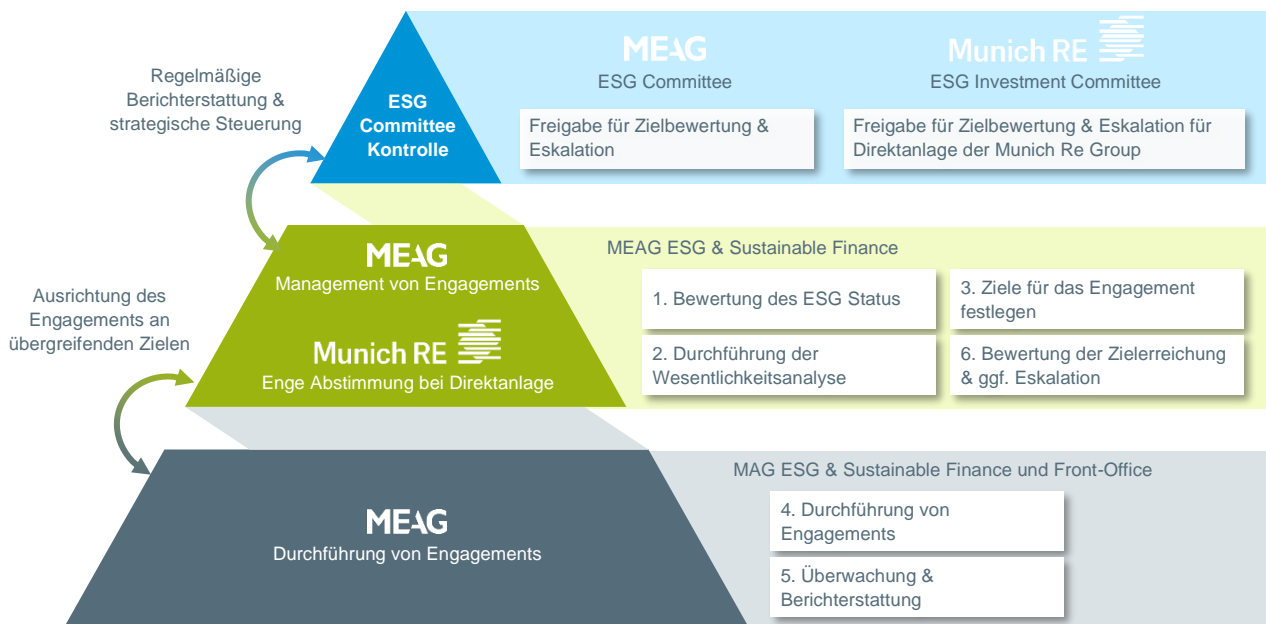 Regelmäßige
Berichterstattung &
strategische Steuerung
ESG
Committee
Kontrolle
MEAG
ESG Committee
Munich RE
ESG Investment Committee
Freigabe für Zielbewertung &
Eskalation
Freigabe für Zielbewertung & Eskalation für
Direktanlage der Munich Re Group
Ausrichtung des
Engagements an
übergreifenden Zielen
MEAG
Management von Engagements
Munich RE
Enge Abstimmung bei Direktanlage
MEAG ESG & Sustainable Finance
1. Bewertung des ESG Status
2. Durchführung der
Wesentlichkeitsanalyse
3. Ziele für das Engagement
festlegen
6. Bewertung der Zielerreichung
& ggf. Eskalation
MEAG
Durchführung von Engagements
MAG ESG & Sustainable Finance und Front-Office
4. Durchführung von
Engagements
5. Überwachung &
Berichterstattung